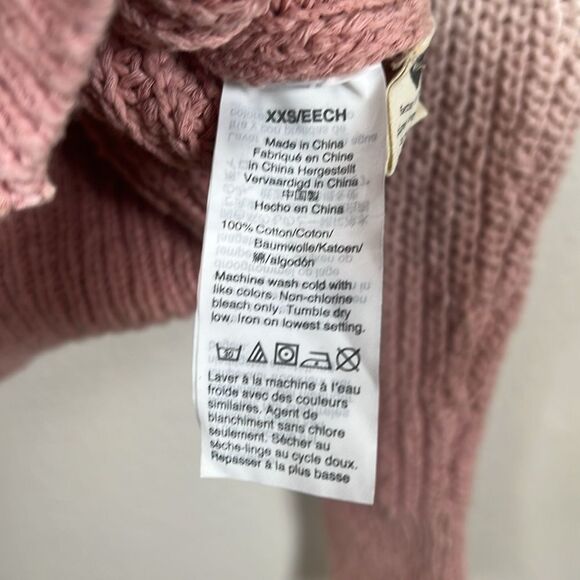 XXS/EECH
Made in China
Fabriqué en Chine
in China Hergestellt
Vervaardigd in China
中国製
Hecho en China
100% Cotton/Coton/
Baumwolle/Katoen/
綿/algodón
Machine wash cold with
like colors. Non-chlorine
bleach only. Tumble dry
low. Iron on lowest setting.
30
Laver à la machine à l'eau
froide avec des couleurs
similaires. Agent de
blanchiment sans chlore
seulement. Sécher au
sèche-linge au cycle doux.
Repasser à la plus basse